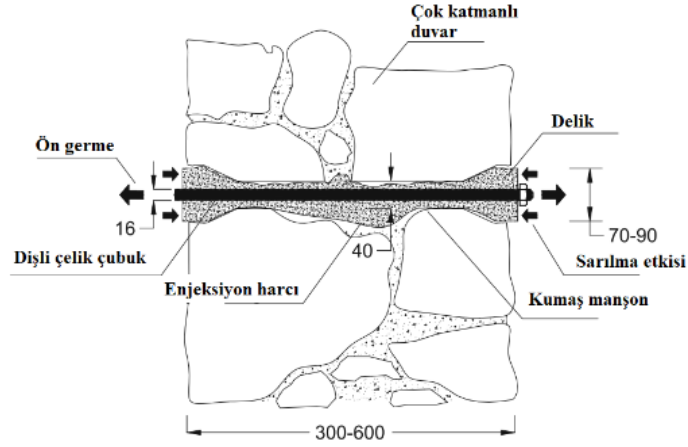 Çok katmanlı
duvar
Delik
Ön germe
16
40
70-90
Dişli çelik çubuk
Sarılma etkisi
Enjeksiyon harcı
Kumaş manşon
300-600